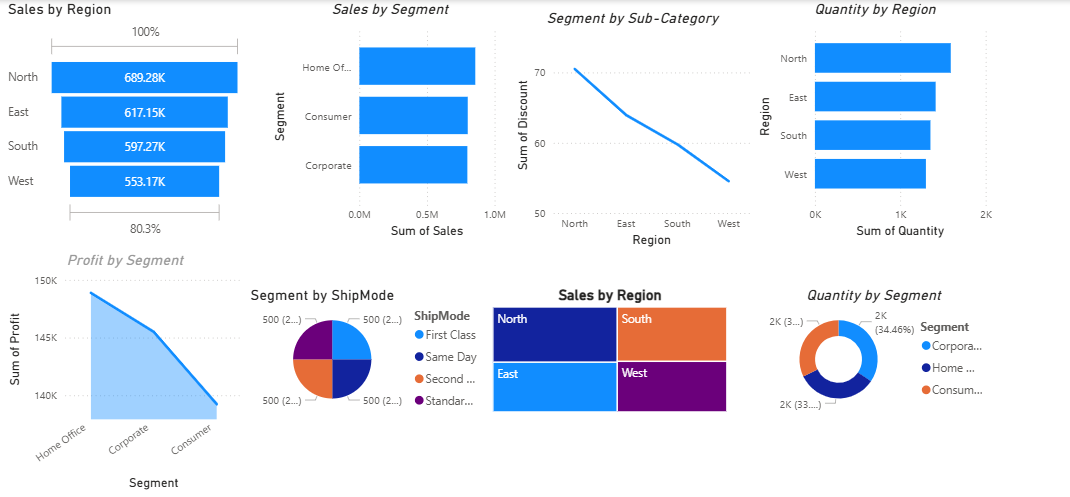 Sales by Region
100%
North
689.28K
East
617.15K
South
597.27K
West
553.17K
80.3%
Sales by Segment
Segment
Home Of...
Consumer
Corporate
0.0M
0.5M
1.0M
Sum of Sales
Segment by Sub-Category
Sum of Discount
70
60
50
North
East
South
West
Region
Quantity by Region
Region
North
East
South
West
0K
1K
2K
Sum of Quantity
Profit by Segment
Sum of Profit
150K
145K
140K
Home Office
Corporate
Consumer
Segment
Segment by ShipMode
500 (2...)
500 (2...)
500 (2...)
500 (2...)
ShipMode
First Class
Same Day
Second ...
Standar...
Sales by Region
North
South
East
West
Quantity by Segment
2K (3...)
2K
(34.46%)
2K (33....)
Segment
Corpora...
Home ...
Consum...